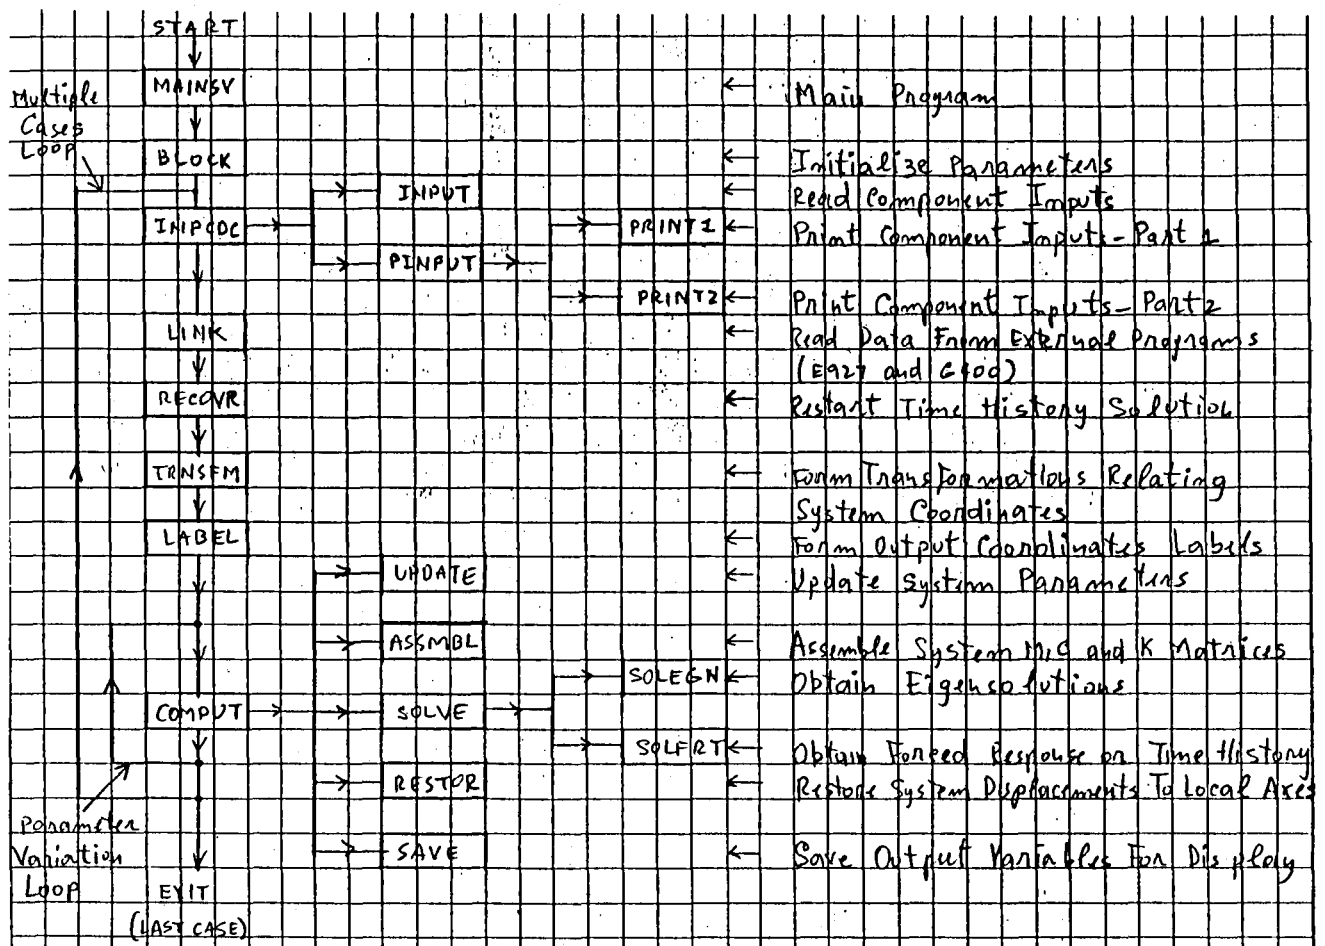 START
MAINSV ← Main Program
Multiple
Cases
Loop
BLOCK ← Initialize Parameters
INPUT ← Read Component Inputs
INPCDC PRINT1 ← Print Component Inputs-Part 1
PINPUT
PRINT2 ← Print Component Inputs-Part 2
LINK ← Read Data From External Programs
(E927 and G400)
RECOVR ← Restart Time History Solution
TRNSFM ← Form Transformations Relating
System Coordinates
LABEL ← Form Output Coordinates Labels
UPDATE ← Update System Parameters
ASSMBL ← Assemble System M,C and K Matrices
SOLEGN ← Obtain Eigensolutions
COMPUT SOLVE
SOLFRT ← Obtain Forced Response or Time History
RESTOR ← Restore System Displacements To Local Axes
Parameter
Variation
Loop
SAVE ← Save Output Variables For Display
EXIT
(LAST CASE)